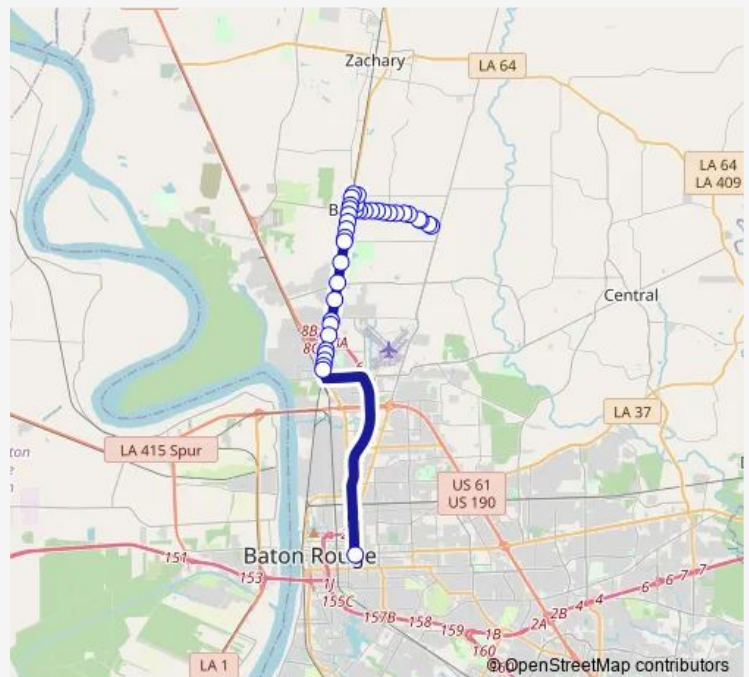 Zachary
LA 64
LA 64
LA 409
B
Central
8B
LA 37
LA 415 Spur
US 61
US 190
Baton Rouge
151
153
1J
155C
157B
158
159
1B
2A
2B
4
4
6
6
7
7
160
LA 1
© OpenStreetMap contributors